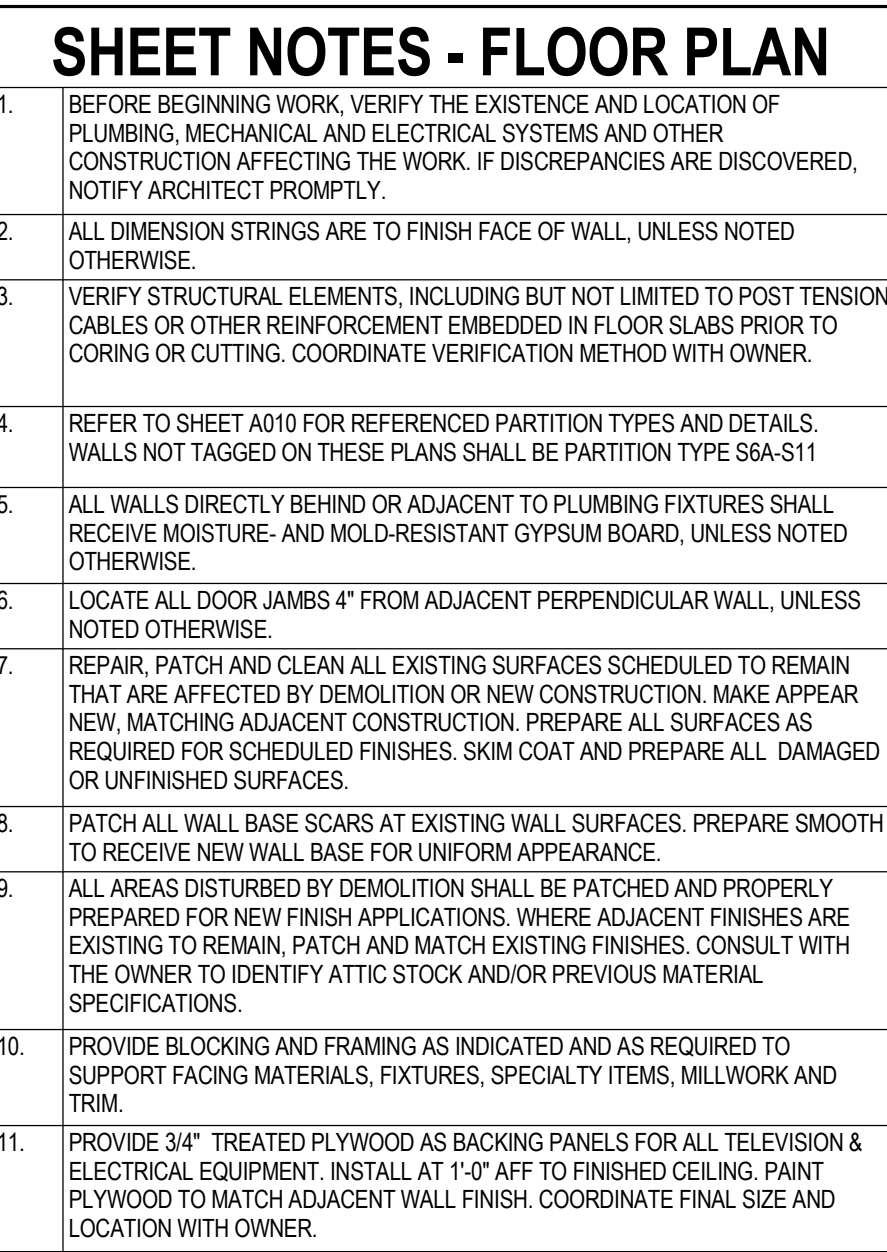 SHEET NOTES - FLOOR PLAN
1. BEFORE BEGINNING WORK, VERIFY THE EXISTENCE AND LOCATION OF
PLUMBING, MECHANICAL AND ELECTRICAL SYSTEMS AND OTHER
CONSTRUCTION AFFECTING THE WORK. IF DISCREPANCIES ARE DISCOVERED,
NOTIFY ARCHITECT PROMPTLY.
2. ALL DIMENSION STRINGS ARE TO FINISH FACE OF WALL, UNLESS NOTED
OTHERWISE.
3. VERIFY STRUCTURAL ELEMENTS, INCLUDING BUT NOT LIMITED TO POST TENSION
CABLES OR OTHER REINFORCEMENT EMBEDDED IN FLOOR SLABS PRIOR TO
CORING OR CUTTING. COORDINATE VERIFICATION METHOD WITH OWNER.
4. REFER TO SHEET A010 FOR REFERENCED PARTITION TYPES AND DETAILS.
WALLS NOT TAGGED ON THESE PLANS SHALL BE PARTITION TYPE S6A-S11
5. ALL WALLS DIRECTLY BEHIND OR ADJACENT TO PLUMBING FIXTURES SHALL
RECEIVE MOISTURE- AND MOLD-RESISTANT GYPSUM BOARD, UNLESS NOTED
OTHERWISE.
6. LOCATE ALL DOOR JAMBS 4" FROM ADJACENT PERPENDICULAR WALL, UNLESS
NOTED OTHERWISE.
7. REPAIR, PATCH AND CLEAN ALL EXISTING SURFACES SCHEDULED TO REMAIN
THAT ARE AFFECTED BY DEMOLITION OR NEW CONSTRUCTION. MAKE APPEAR
NEW, MATCHING ADJACENT CONSTRUCTION. PREPARE ALL SURFACES AS
REQUIRED FOR SCHEDULED FINISHES. SKIM COAT AND PREPARE ALL DAMAGED
OR UNFINISHED SURFACES.
8. PATCH ALL WALL BASE SCARS AT EXISTING WALL SURFACES. PREPARE SMOOTH
TO RECEIVE NEW WALL BASE FOR UNIFORM APPEARANCE.
9. ALL AREAS DISTURBED BY DEMOLITION SHALL BE PATCHED AND PROPERLY
PREPARED FOR NEW FINISH APPLICATIONS. WHERE ADJACENT FINISHES ARE
EXISTING TO REMAIN, PATCH AND MATCH EXISTING FINISHES. CONSULT WITH
THE OWNER TO IDENTIFY ATTIC STOCK AND/OR PREVIOUS MATERIAL
SPECIFICATIONS.
10. PROVIDE BLOCKING AND FRAMING AS INDICATED AND AS REQUIRED TO
SUPPORT FACING MATERIALS, FIXTURES, SPECIALTY ITEMS, MILLWORK AND
TRIM.
11. PROVIDE 3/4" TREATED PLYWOOD AS BACKING PANELS FOR ALL TELEVISION &
ELECTRICAL EQUIPMENT. INSTALL AT 1'-0" AFF TO FINISHED CEILING. PAINT
PLYWOOD TO MATCH ADJACENT WALL FINISH. COORDINATE FINAL SIZE AND
LOCATION WITH OWNER.